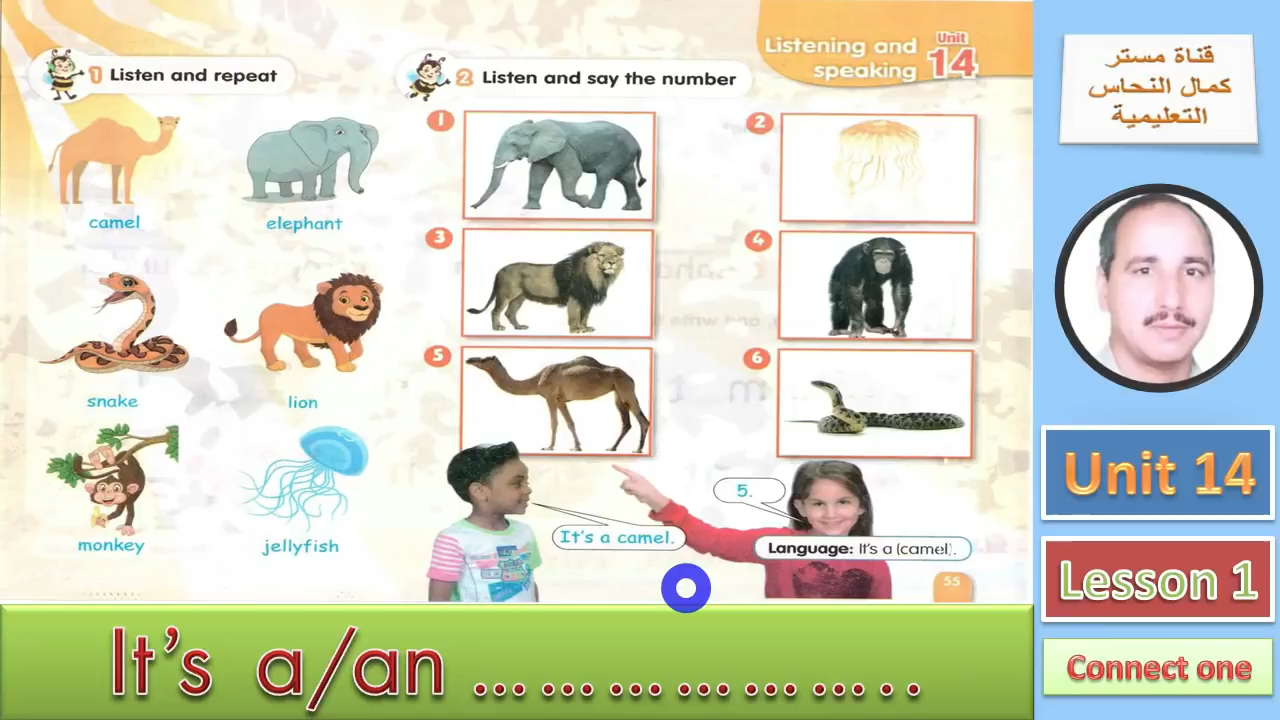 1 Listen and repeat
camel
elephant
snake
lion
monkey
jellyfish
2 Listen and say the number
Listening and speaking
Unit 14
1
2
3
4
5
6
It's a camel.
5.
Language: It's a (camel).
55
It's a/an ... ... ... ... ... ... . .
قناة مستر
كمال النحاس
التعليمية
Unit 14
Lesson 1
Connect one